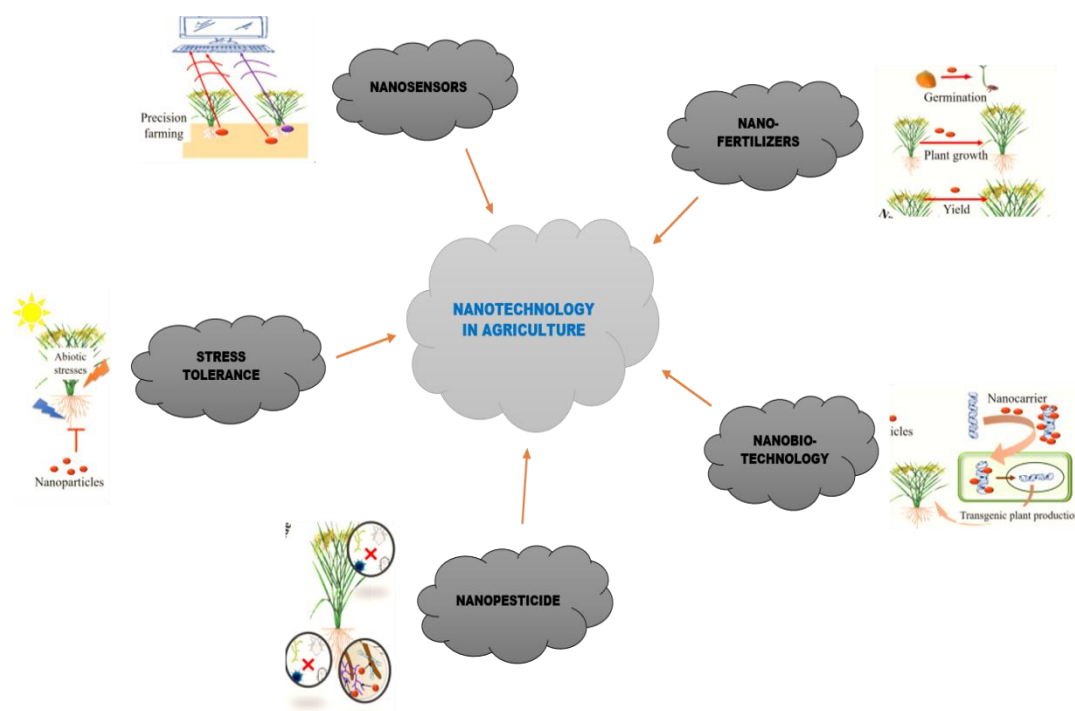 Precision
farming
NANOSENSORS
NANO-
FERTILIZERS
Germination
Plant growth
Yield
NANOTECHNOLOGY
IN AGRICULTURE
Abiotic
stresses
Nanoparticles
STRESS
TOLERANCE
NANOBIO-
TECHNOLOGY
Nanocarrier
icles
Transgenic plant productio
NANOPESTICIDE